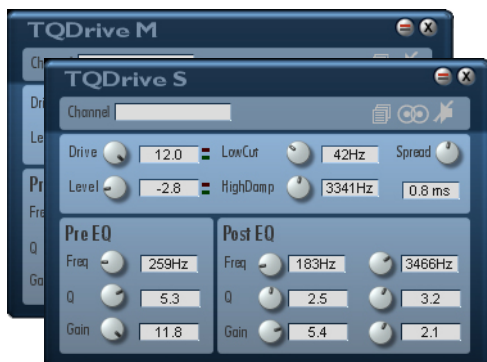 TQDrive M
Ch
Dri
Le
Pr
Fre
Q
Ga
TQDrive S
Channel
Drive 12.0 LowCut 42Hz Spread
Level -2.8 HighDamp 3341Hz 0.8 ms
Pre EQ Post EQ
Freq 259Hz Freq 183Hz 3466Hz
Q 5.3 Q 2.5 3.2
Gain 11.8 Gain 5.4 2.1